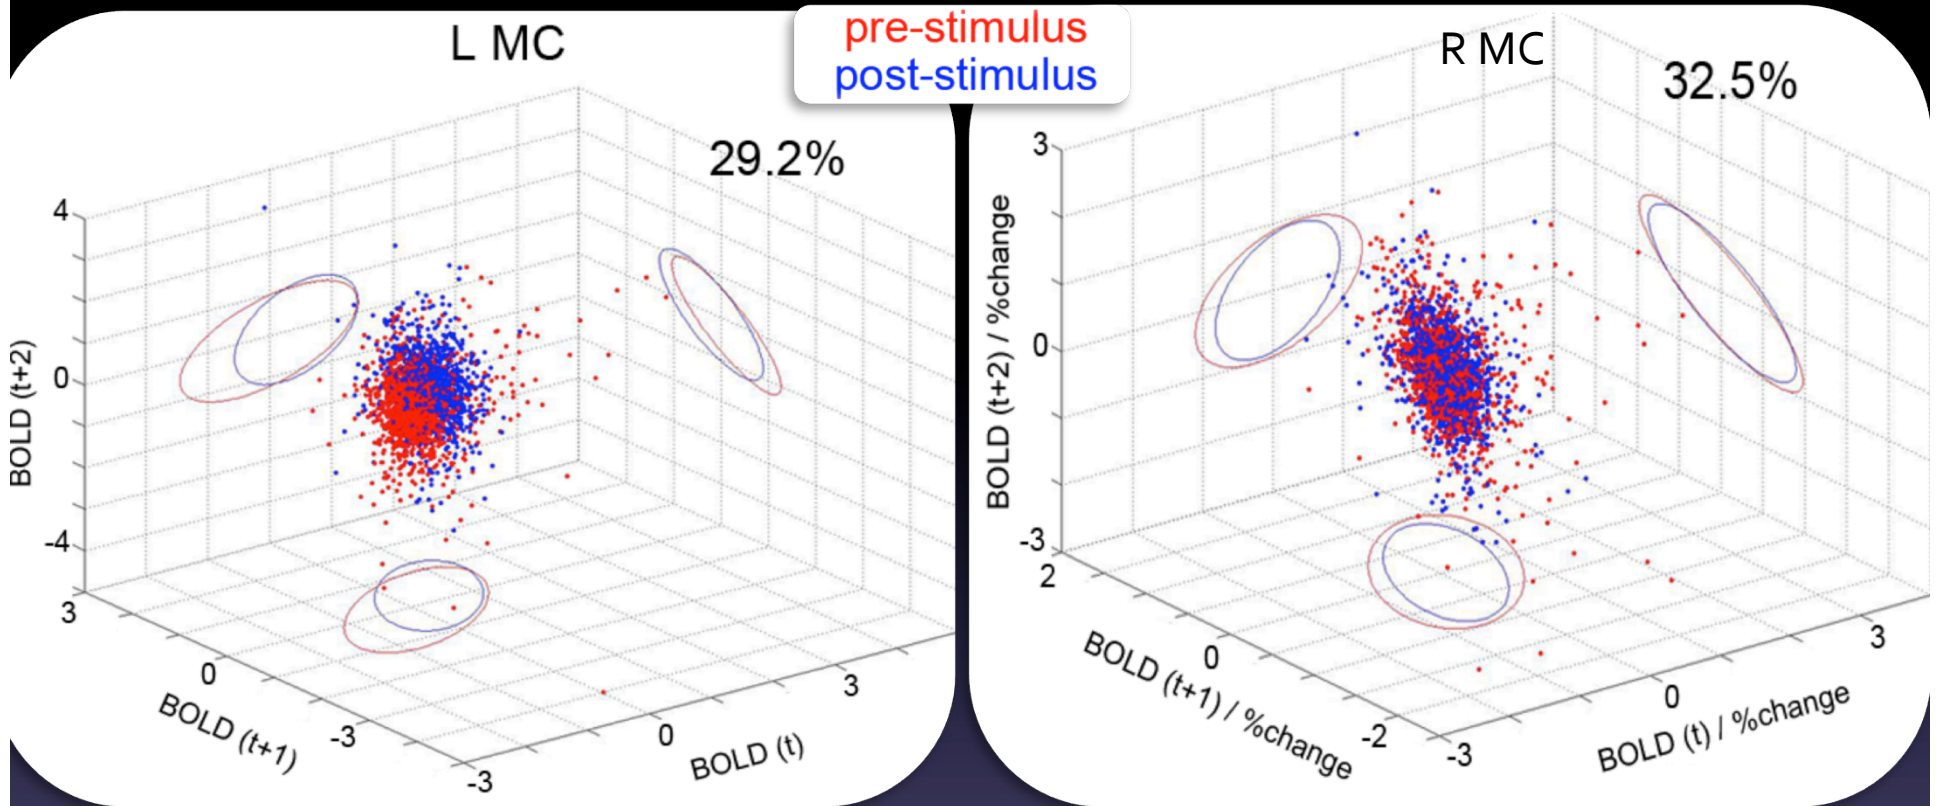 pre-stimulus
post-stimulus
L MC
29.2%
4
0
-4
BOLD (t+2)
3
0
-3
BOLD (t+1)
-3
0
3
BOLD (t)
R MC
32.5%
3
0
-3
BOLD (t+2) / %change
2
0
-2
BOLD (t+1) / %change
-3
0
3
BOLD (t) / %change